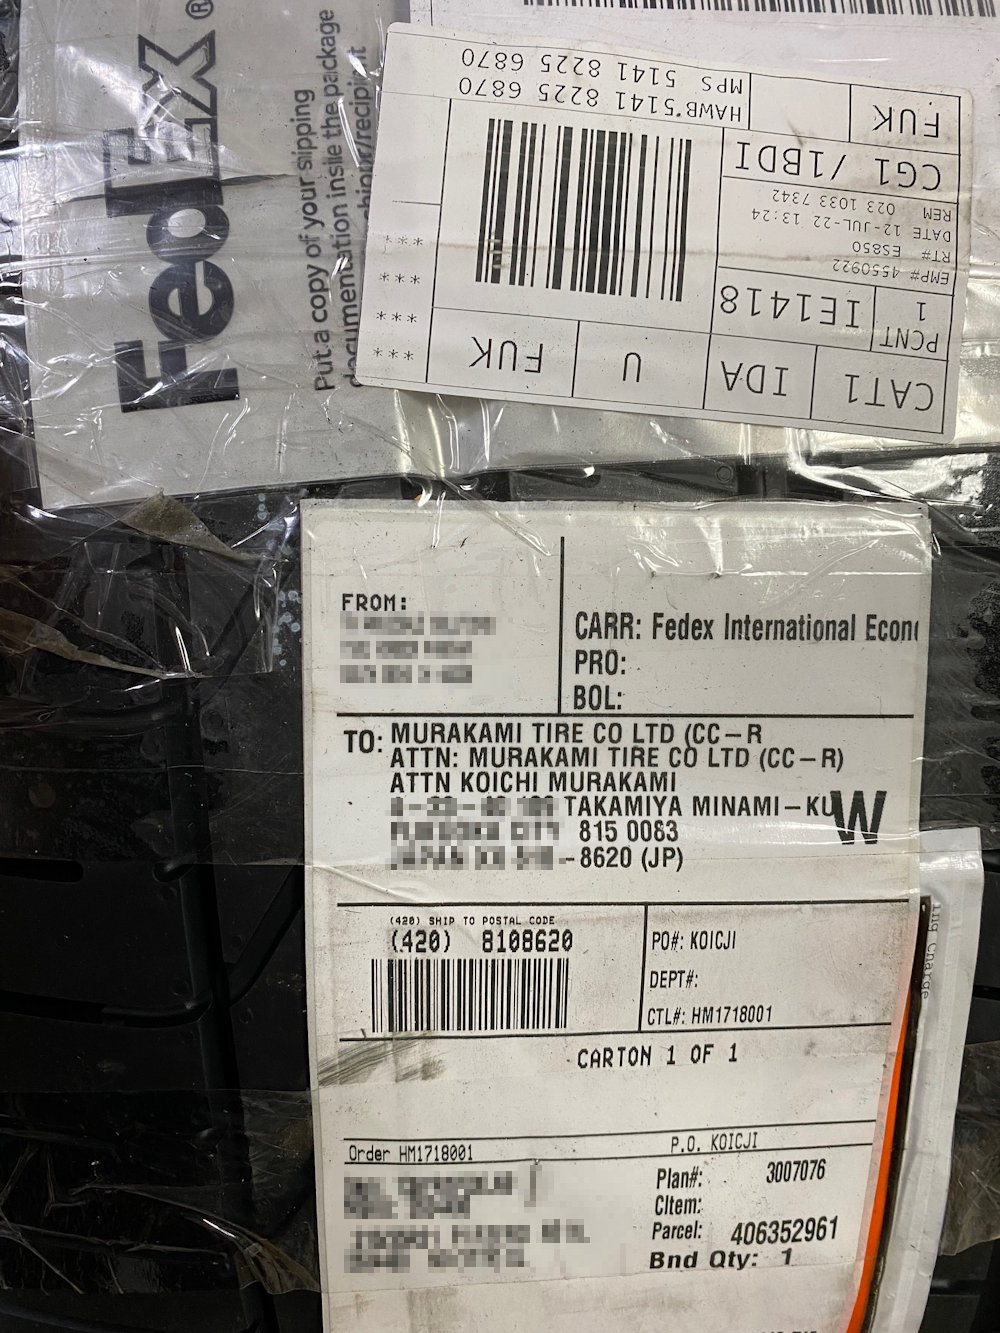 FedEx®
Put a copy of your shipping
documentation inside the package
shipper/recipient
CAT1
IDA
U
FUK
PCNT
1
IE1418
EMP# 4550922
RT# ES850
DATE 12-JUL-22 13:24
REM 023 1033 7342
CG1 /1BDI
FUK
HAWB 5141 8225 6870
MPS 5141 8225 6870
***
***
***
***
FROM:
CARR: Fedex International Econ
PRO:
BOL:
TO: MURAKAMI TIRE CO LTD (CC-R
ATTN: MURAKAMI TIRE CO LTD (CC-R)
ATTN KOICHI MURAKAMI
TAKAMIYA MINAMI-KU
815 0083
-8620 (JP)
W
(420) SHIP TO POSTAL CODE
(420) 8108620
PO#: KOICJI
DEPT#:
CTL#: HM1718001
CARTON 1 OF 1
Order HM1718001
P.O. KOICJI
Plan#: 3007076
CItem:
Parcel: 406352961
Bnd Qty: 1